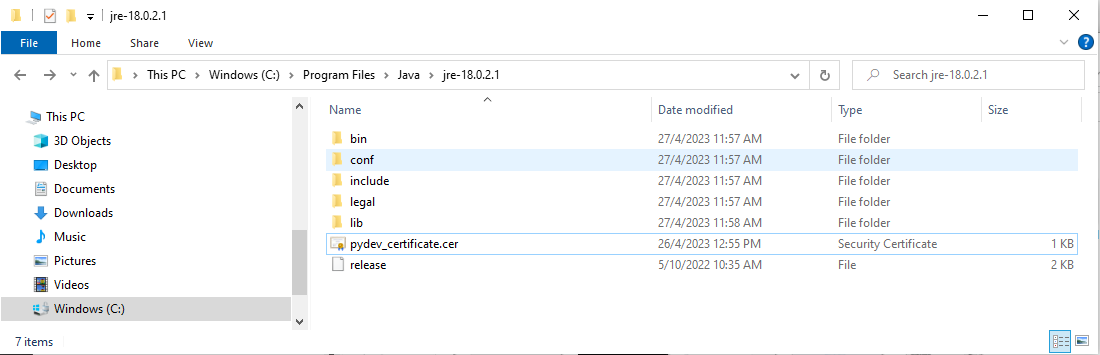 jre-18.0.2.1
File Home Share View
This PC Windows (C:) Program Files Java jre-18.0.2.1 Search jre-18.0.2.1
This PC
3D Objects
Desktop
Documents
Downloads
Music
Pictures
Videos
Windows (C:)
Name Date modified Type Size
bin 27/4/2023 11:57 AM File folder
conf 27/4/2023 11:57 AM File folder
include 27/4/2023 11:57 AM File folder
legal 27/4/2023 11:57 AM File folder
lib 27/4/2023 11:58 AM File folder
pydev_certificate.cer 26/4/2023 12:55 PM Security Certificate 1 KB
release 5/10/2022 10:35 AM File 2 KB
7 items